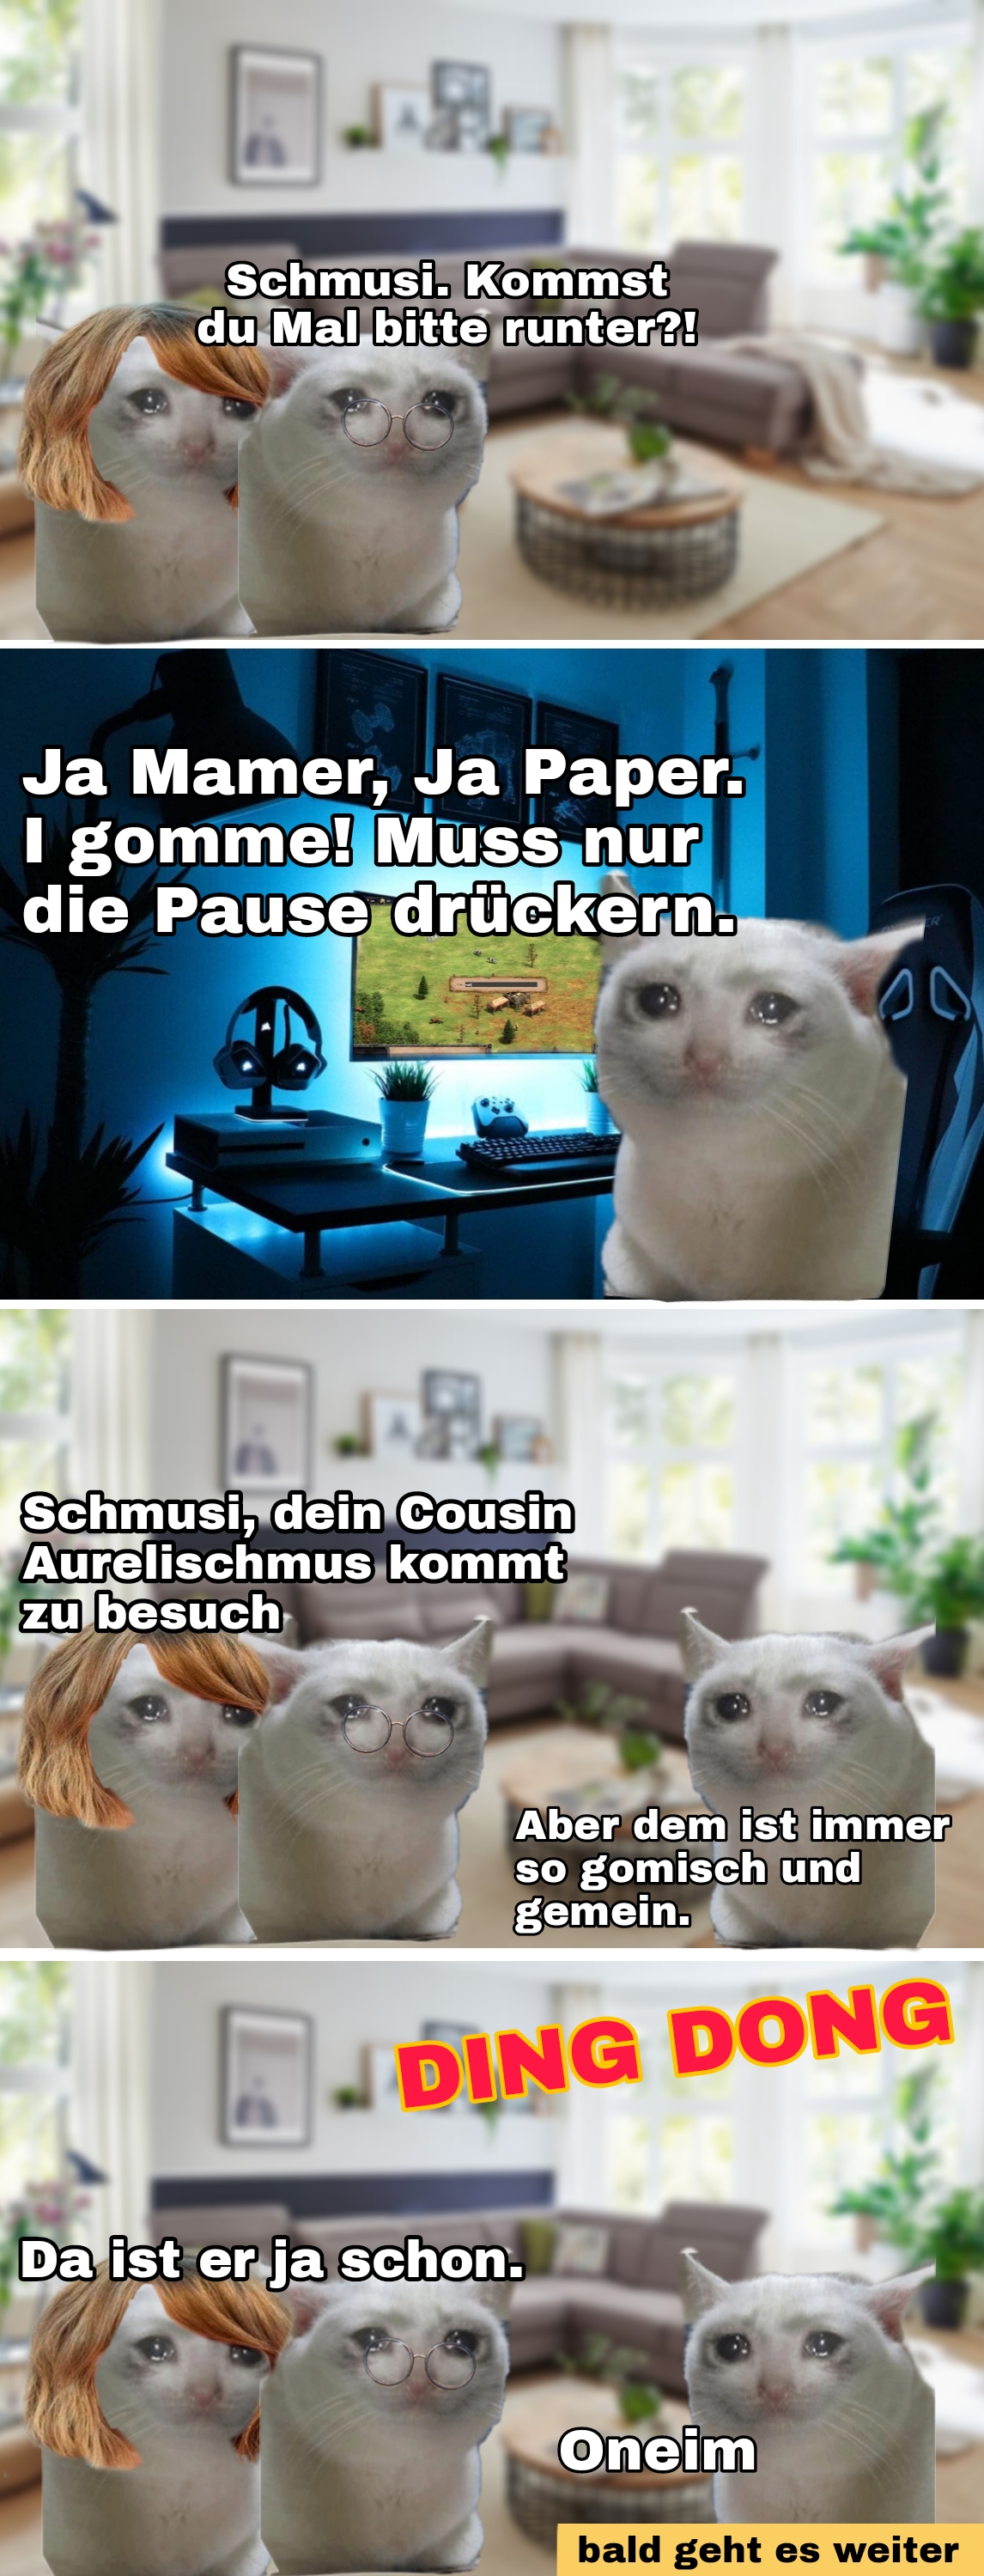 Schmusi. Kommst
du Mal bitte runter?!
Ja Mamer, Ja Paper.
I gomme! Muss nur
die Pause drückern.
Schmusi, dein Cousin
Aurelischmus kommt
zu besuch
Aber dem ist immer
so gomisch und
gemein.
DING DONG
Da ist er ja schon.
Oneim
bald geht es weiter